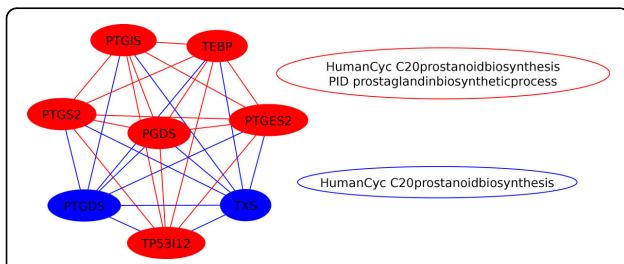 PTGIS
TEBP
HumanCyc C20prostanoidbiosynthesis
PID prostaglandinbiosyntheticprocess
PTGS2
PTGES2
PGDS
HumanCyc C20prostanoidbiosynthesis
PTGDS
TXS
TP53I12